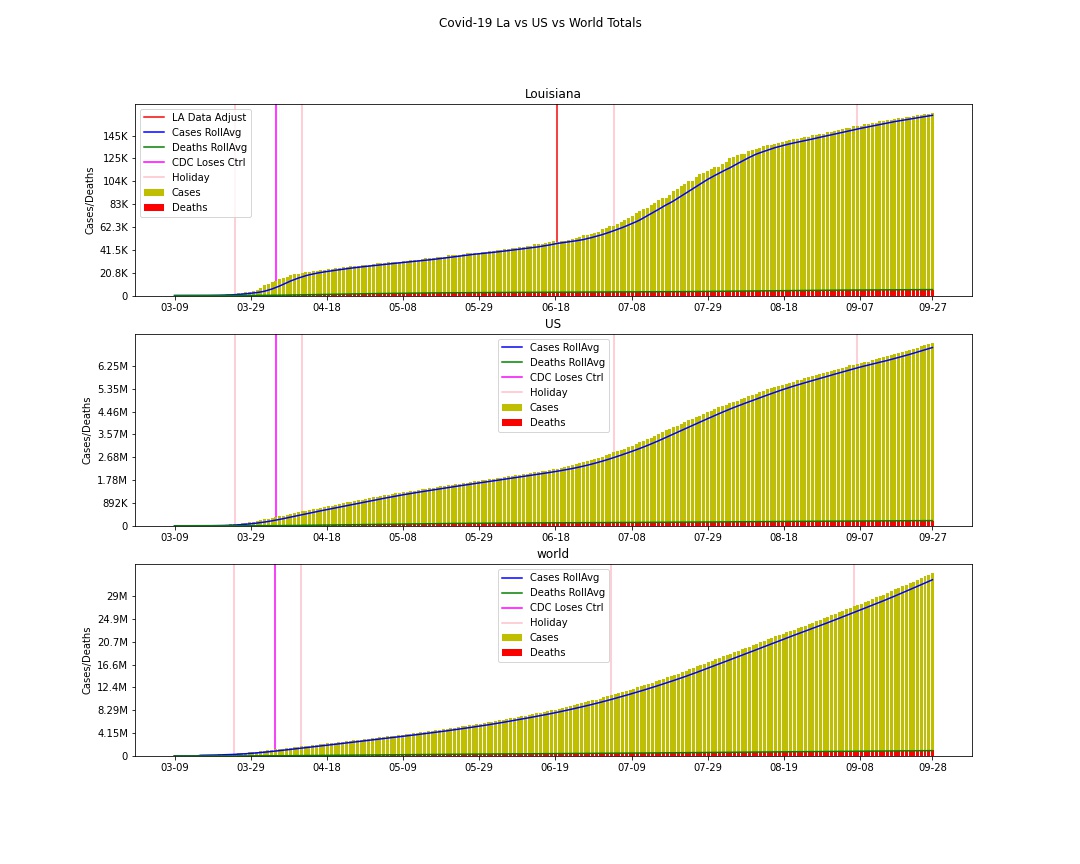 Covid-19 La vs US vs World Totals
Louisiana
Cases/Deaths
145K
125K
104K
83K
62.3K
41.5K
20.8K
0
LA Data Adjust
Cases RollAvg
Deaths RollAvg
CDC Loses Ctrl
Holiday
Cases
Deaths
03-09 03-29 04-18 05-08 05-29 06-18 07-08 07-29 08-18 09-07 09-27
US
Cases/Deaths
6.25M
5.35M
4.46M
3.57M
2.68M
1.78M
892K
0
Cases RollAvg
Deaths RollAvg
CDC Loses Ctrl
Holiday
Cases
Deaths
03-09 03-29 04-18 05-08 05-29 06-18 07-08 07-29 08-18 09-07 09-27
world
Cases/Deaths
29M
24.9M
20.7M
16.6M
12.4M
8.29M
4.15M
0
Cases RollAvg
Deaths RollAvg
CDC Loses Ctrl
Holiday
Cases
Deaths
03-09 03-29 04-18 05-09 05-29 06-19 07-09 07-29 08-19 09-08 09-28